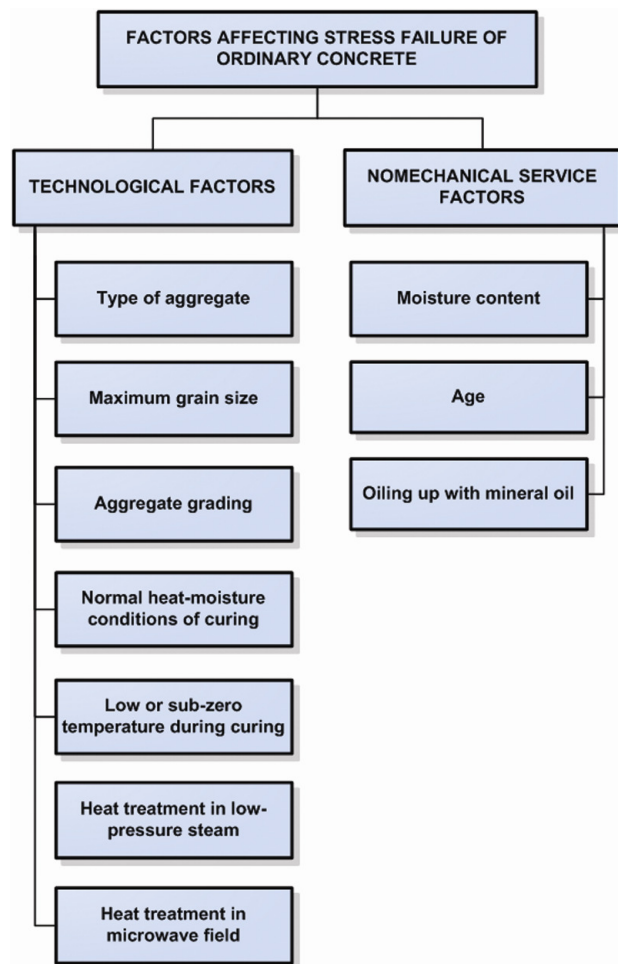 FACTORS AFFECTING STRESS FAILURE OF
ORDINARY CONCRETE
TECHNOLOGICAL FACTORS
Type of aggregate
Maximum grain size
Aggregate grading
Normal heat-moisture
conditions of curing
Low or sub-zero
temperature during curing
Heat treatment in low-
pressure steam
Heat treatment in
microwave field
NOMECHANICAL SERVICE
FACTORS
Moisture content
Age
Oiling up with mineral oil